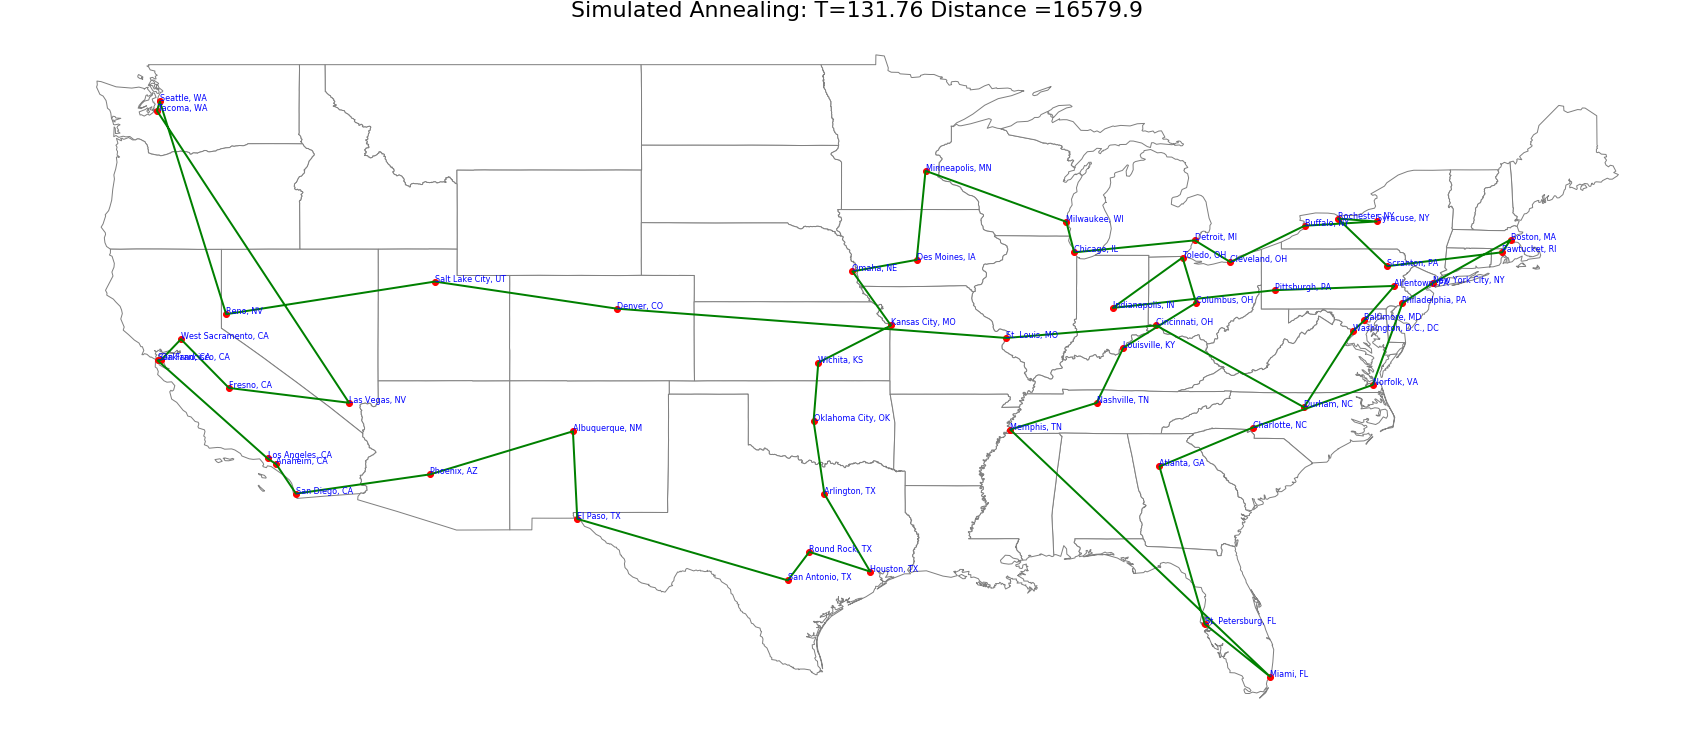 Simulated Annealing: T=131.76 Distance =16579.9
Seattle, WA
Tacoma, WA
Minneapolis, MN
Milwaukee, WI
Rochester, NY
Syracuse, NY
Buffalo, NY
Detroit, MI
Boston, MA
Chicago, IL
Toledo, OH
Cleveland, OH
Pawtucket, RI
Des Moines, IA
Omaha, NE
Scranton, PA
Salt Lake City, UT
Allentown, PA
New York City, NY
Pittsburgh, PA
Reno, NV
Denver, CO
Indianapolis, IN
Columbus, OH
Philadelphia, PA
Baltimore, MD
Kansas City, MO
Cincinnati, OH
Washington, D.C., DC
West Sacramento, CA
St. Louis, MO
Louisville, KY
Wichita, KS
Fresno, CA
Norfolk, VA
Las Vegas, NV
Nashville, TN
Durham, NC
Oklahoma City, OK
Albuquerque, NM
Memphis, TN
Charlotte, NC
Los Angeles, CA
Anaheim, CA
Atlanta, GA
Phoenix, AZ
San Diego, CA
Arlington, TX
El Paso, TX
Round Rock, TX
Houston, TX
San Antonio, TX
St. Petersburg, FL
Miami, FL